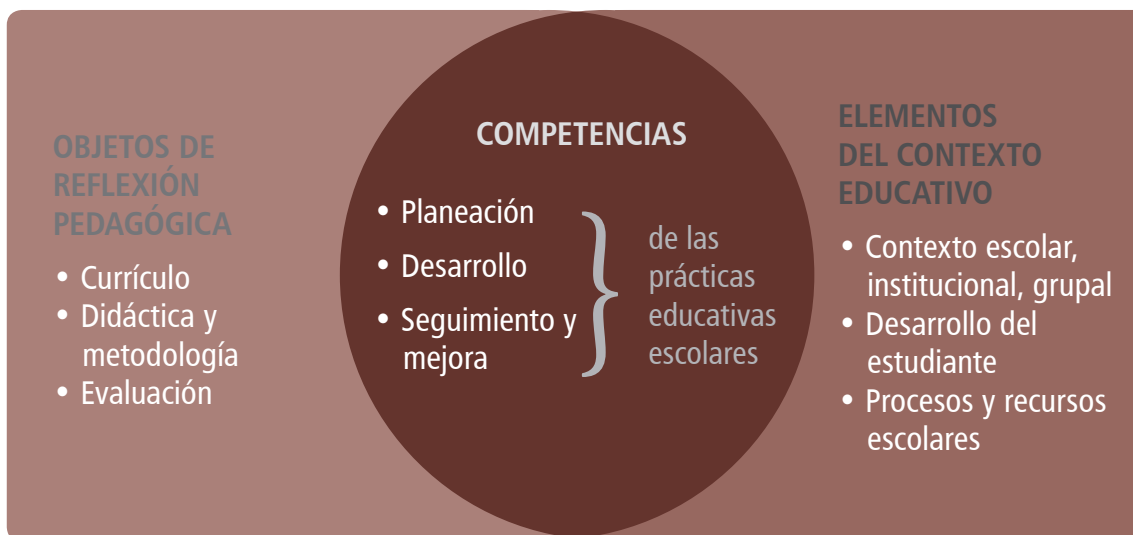 OBJETOS DE
REFLEXIÓN
PEDAGÓGICA
• Currículo
• Didáctica y
metodología
• Evaluación
COMPETENCIAS
• Planeación
• Desarrollo
• Seguimiento y
mejora
de las
prácticas
educativas
escolares
ELEMENTOS
DEL CONTEXTO
EDUCATIVO
• Contexto escolar,
institucional, grupal
• Desarrollo del
estudiante
• Procesos y recursos
escolares